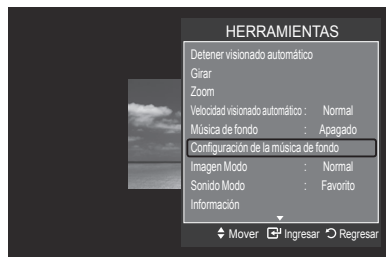 HERRAMIENTAS
Detener visionado automático
Girar
Zoom
Velocidad visionado automático : Normal
Música de fondo : Apagado
Configuración de la música de fondo
Imagen Modo : Normal
Sonido Modo : Favorito
Información
Mover Ingresar Regresar